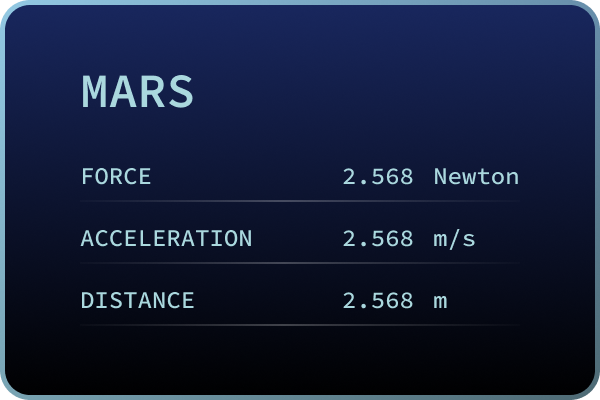 MARS
FORCE 2.568 Newton
ACCELERATION 2.568 m/s
DISTANCE 2.568 m